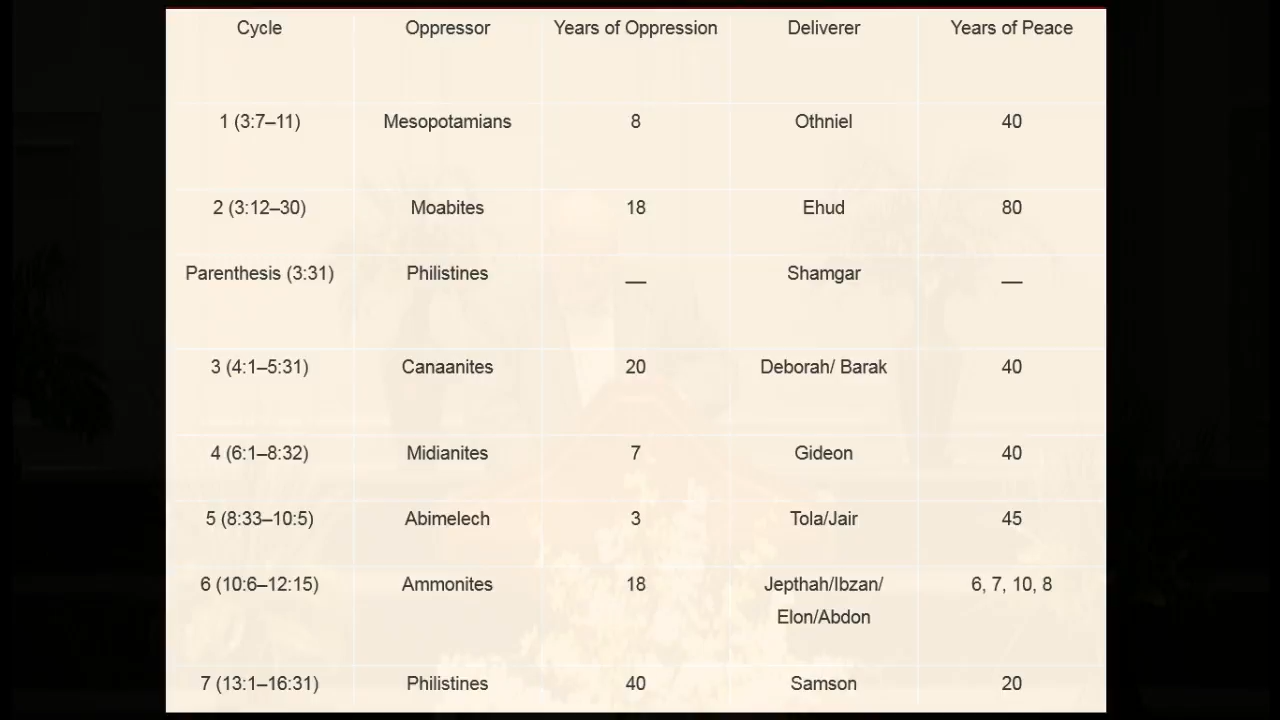 Cycle Oppressor Years of Oppression Deliverer Years of Peace
1 (3:7–11) Mesopotamians 8 Othniel 40
2 (3:12–30) Moabites 18 Ehud 80
Parenthesis (3:31) Philistines — Shamgar —
3 (4:1–5:31) Canaanites 20 Deborah/ Barak 40
4 (6:1–8:32) Midianites 7 Gideon 40
5 (8:33–10:5) Abimelech 3 Tola/Jair 45
6 (10:6–12:15) Ammonites 18 Jepthah/Ibzan/ 6, 7, 10, 8
Elon/Abdon
7 (13:1–16:31) Philistines 40 Samson 20